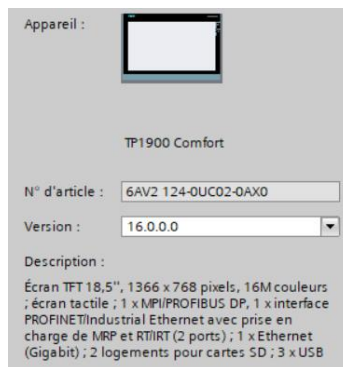 Appareil :
TP1900 Comfort
N° d'article : 6AV2 124-0UC02-0AX0
Version : 16.0.0.0
Description :
Écran TFT 18,5'', 1366 x 768 pixels, 16M couleurs
; écran tactile ; 1 x MPI/PROFIBUS DP, 1 x interface
PROFINET/Industrial Ethernet avec prise en
charge de MRP et RT/IRT (2 ports) ; 1 x Ethernet
(Gigabit) ; 2 logements pour cartes SD ; 3 x USB